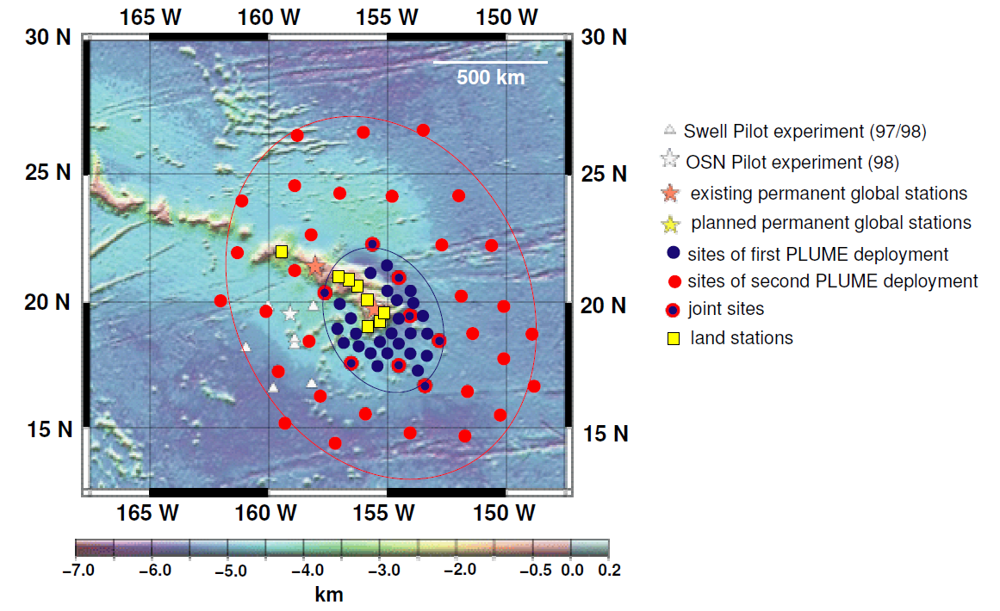 165 W 160 W 155 W 150 W
30 N 30 N
500 km
25 N 25 N
20 N 20 N
15 N 15 N
165 W 160 W 155 W 150 W
Swell Pilot experiment (97/98)
OSN Pilot experiment (98)
existing permanent global stations
planned permanent global stations
sites of first PLUME deployment
sites of second PLUME deployment
joint sites
land stations
−7.0 −6.0 −5.0 −4.0 −3.0 −2.0 −0.5 0.0 0.2
km